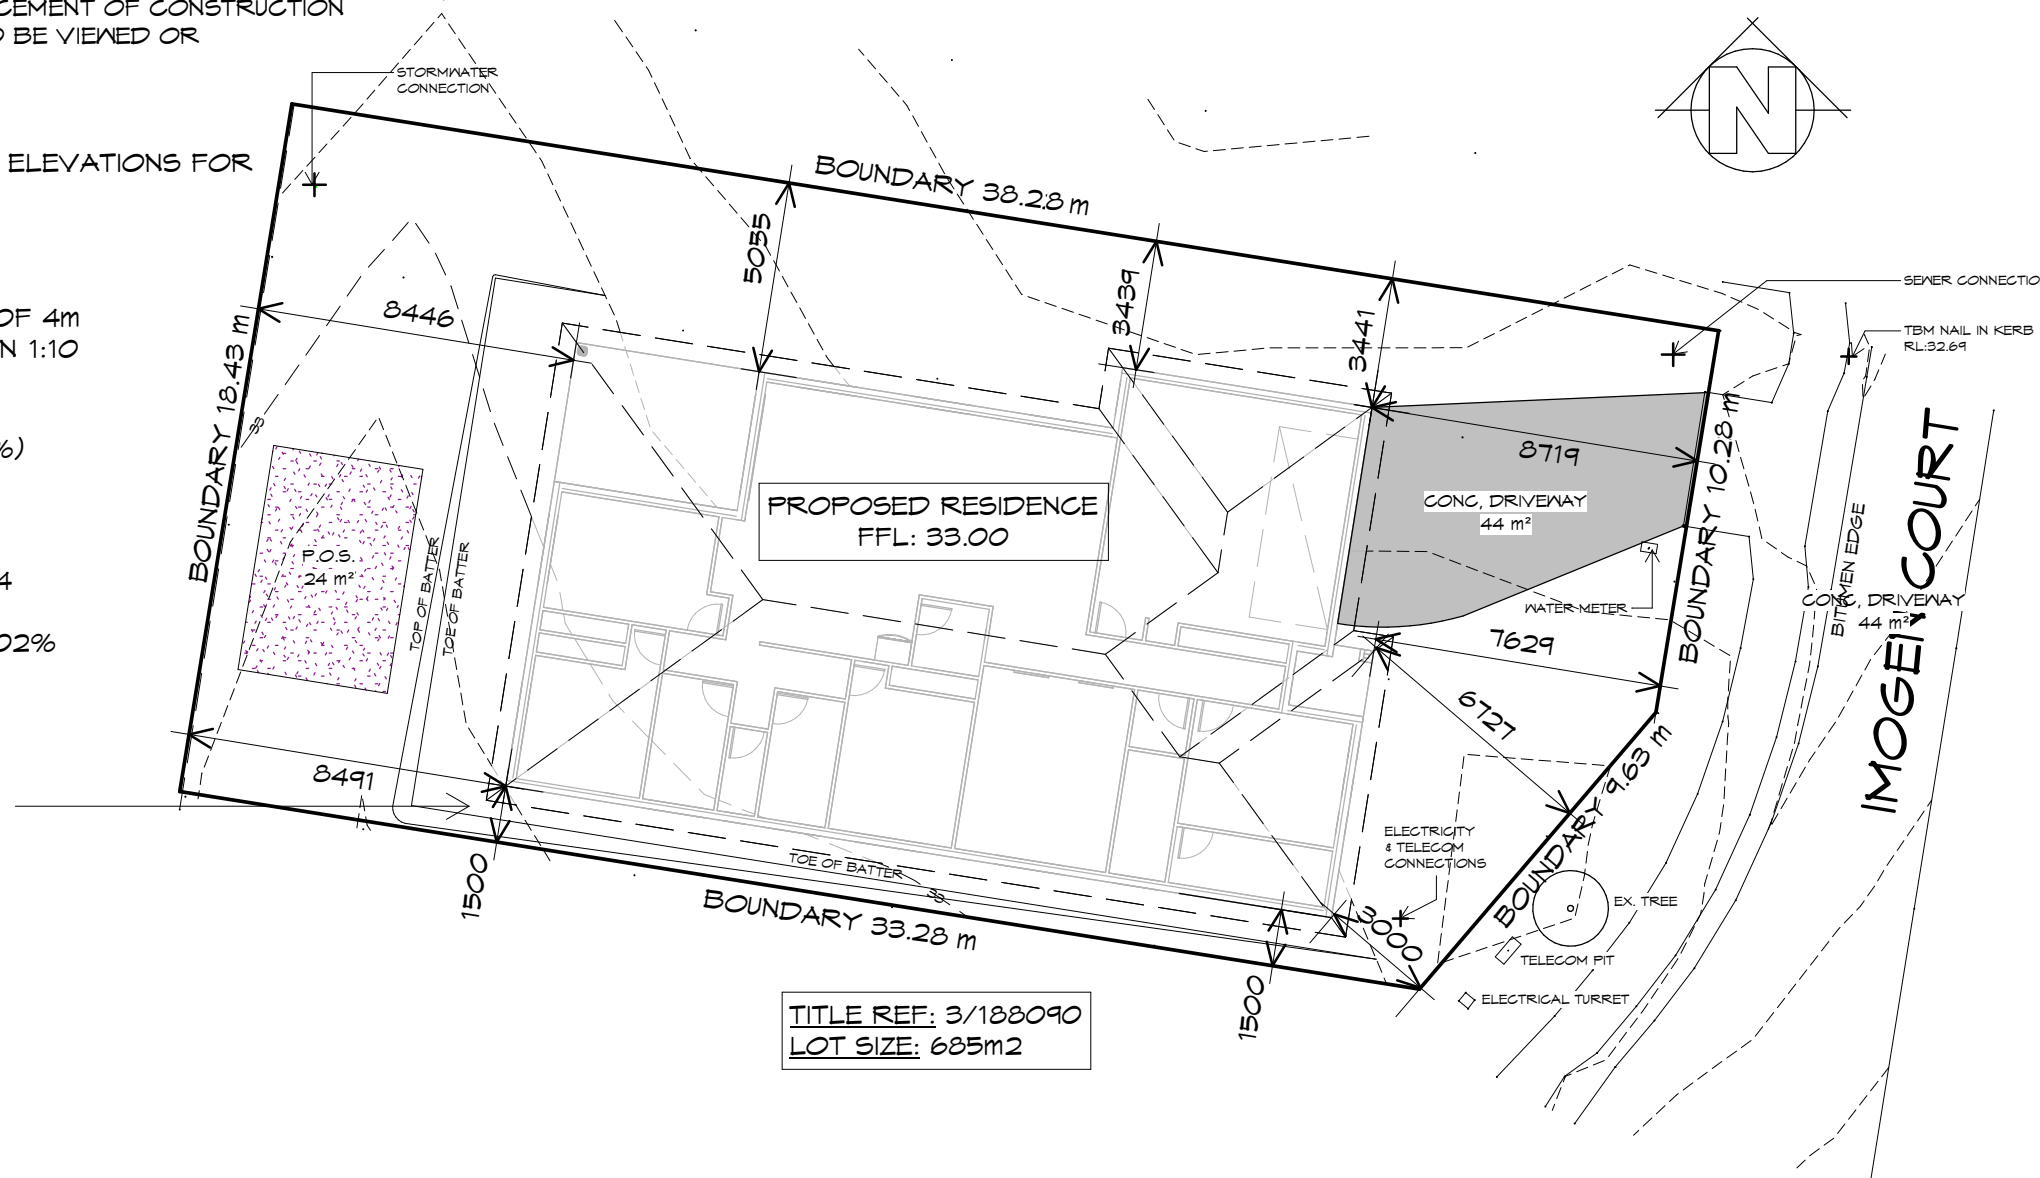 CEMENT OF CONSTRUCTION
BE VIEWED OR
STORMWATER
CONNECTION
N
ELEVATIONS FOR
BOUNDARY 38.28 m
5055
3439
3441
8446
OF 4m
N 1:10
SEWER CONNECTIO
TBM NAIL IN KERB
RL:32.69
BOUNDARY 18.43 m
33
%)
8719
BOUNDARY 10.28 m
CONC, DRIVEWAY
44 m²
PROPOSED RESIDENCE
FFL: 33.00
P.O.S.
24 m²
TOP OF BATTER
TOE OF BATTER
4
02%
WATER METER
7629
BITUMEN EDGE
CONC, DRIVEWAY
44 m²
IMOGEN COURT
6727
BOUNDARY 9.63 m
8491
1500
TOE OF BATTER
33
BOUNDARY 33.28 m
ELECTRICITY
& TELECOM
CONNECTIONS
3000
1500
EX. TREE
TELECOM PIT
ELECTRICAL TURRET
TITLE REF: 3/188090
LOT SIZE: 685m2